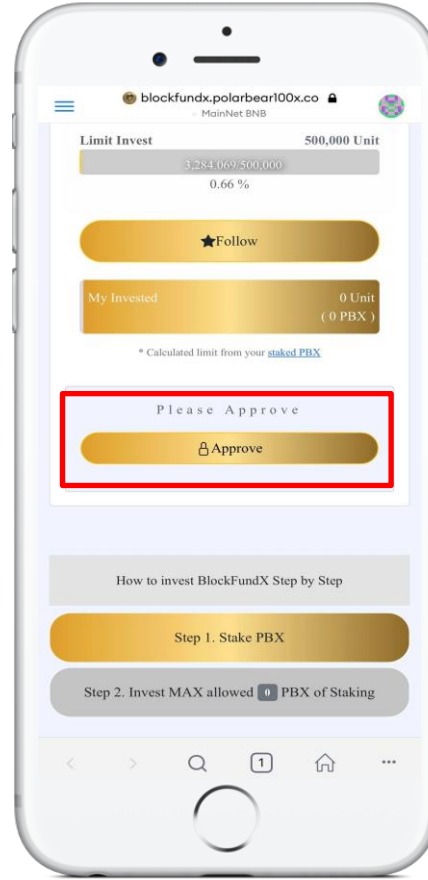 blockfundx.polarbear100x.co
MainNet BNB
Limit Invest 500,000 Unit
3,284.069/500,000
0.66 %
★Follow
My Invested 0 Unit
( 0 PBX )
* Calculated limit from your staked PBX
Please Approve
Approve
How to invest BlockFundX Step by Step
Step 1. Stake PBX
Step 2. Invest MAX allowed 0 PBX of Staking
1